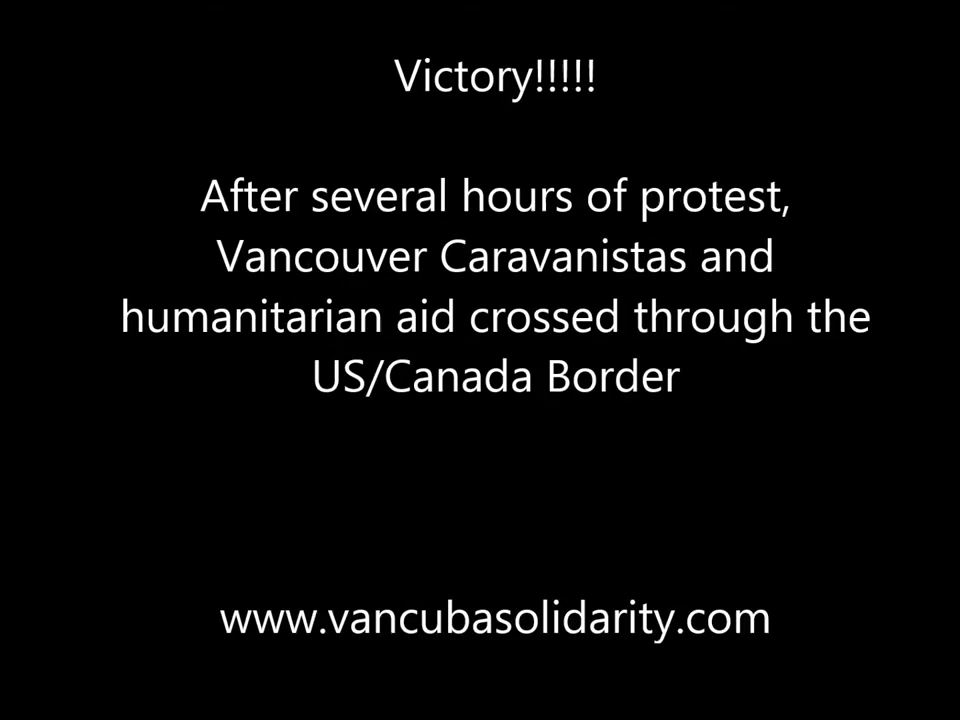 Victory!!!!!
After several hours of protest,
Vancouver Caravanistas and
humanitarian aid crossed through the
US/Canada Border
www.vancubasolidarity.com